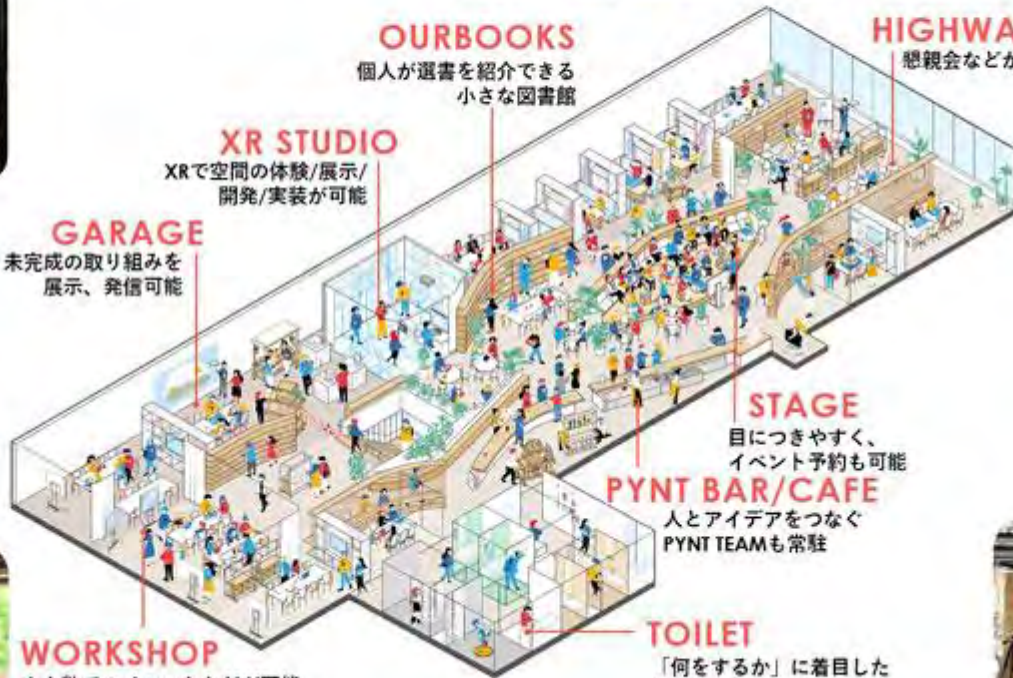 OURBOOKS
個人が選書を紹介できる
小さな図書館
HIGHWA
懇親会などが
XR STUDIO
XRで空間の体験/展示/
開発/実装が可能
GARAGE
未完成の取り組みを
展示、発信可能
STAGE
目につきやすく、
イベント予約も可能
PYNT BAR/CAFE
人とアイデアをつなぐ
PYNT TEAMも常駐
WORKSHOP
TOILET
「何をするか」に着目した